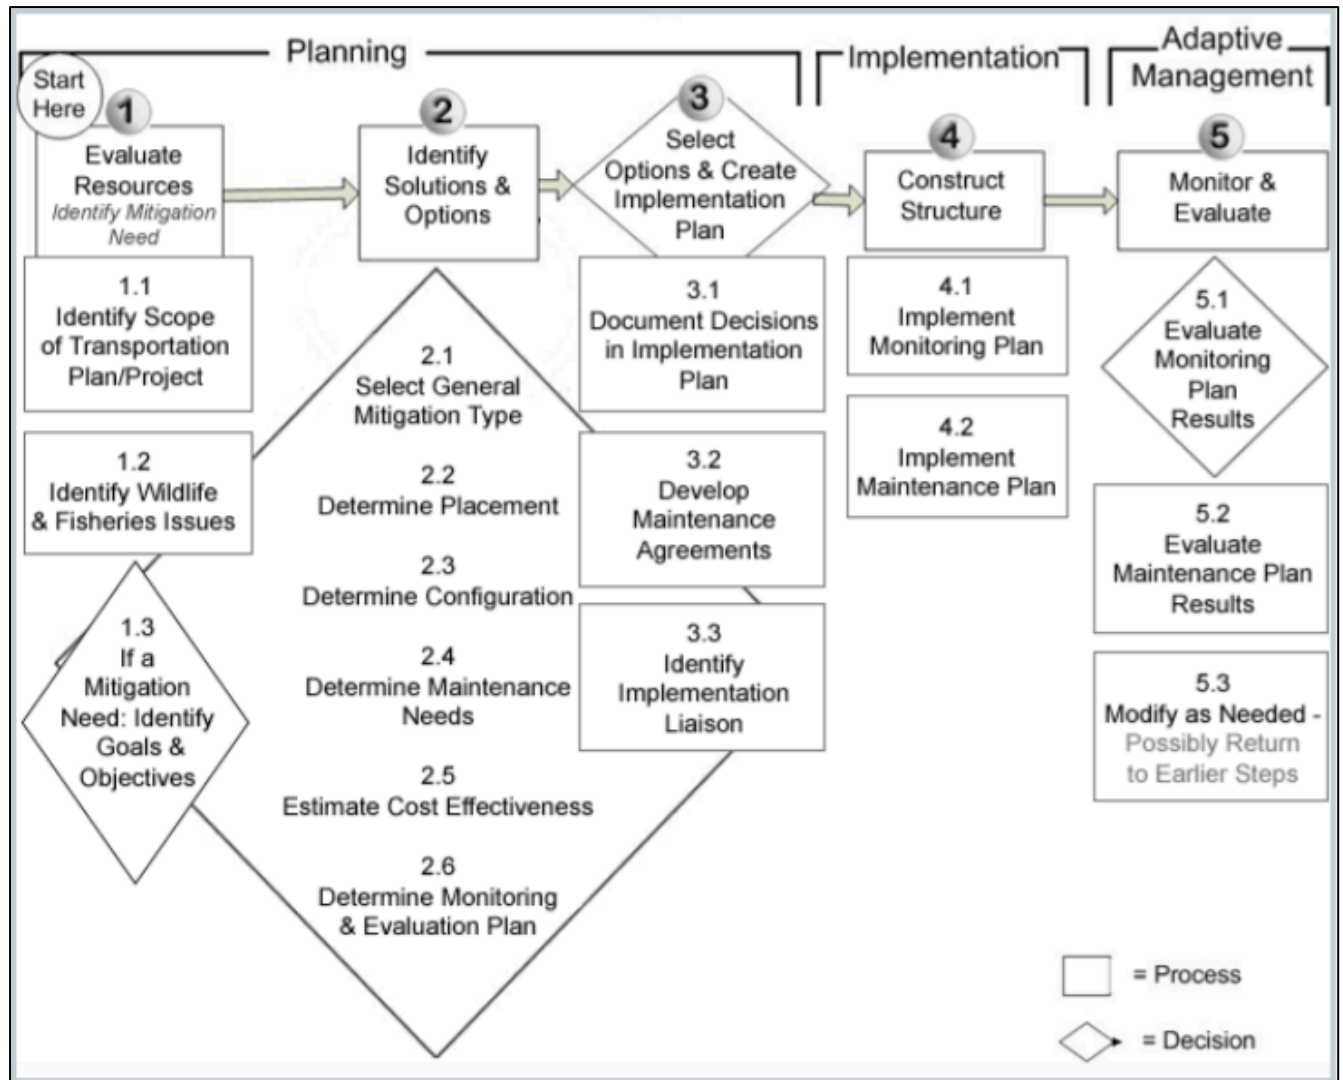 Planning
Implementation
Adaptive
Management
Start
Here
1
Evaluate
Resources
Identify Mitigation
Need
2
Identify
Solutions &
Options
3
Select
Options & Create
Implementation
Plan
4
Construct
Structure
5
Monitor &
Evaluate
1.1
Identify Scope
of Transportation
Plan/Project
1.2
Identify Wildlife
& Fisheries Issues
1.3
If a
Mitigation
Need: Identify
Goals &
Objectives
2.1
Select General
Mitigation Type
2.2
Determine Placement
2.3
Determine Configuration
2.4
Determine Maintenance
Needs
2.5
Estimate Cost Effectiveness
2.6
Determine Monitoring
& Evaluation Plan
3.1
Document Decisions
in Implementation
Plan
3.2
Develop
Maintenance
Agreements
3.3
Identify
Implementation
Liaison
4.1
Implement
Monitoring Plan
4.2
Implement
Maintenance Plan
5.1
Evaluate
Monitoring
Plan
Results
5.2
Evaluate
Maintenance Plan
Results
5.3
Modify as Needed -
Possibly Return
to Earlier Steps
= Process
= Decision